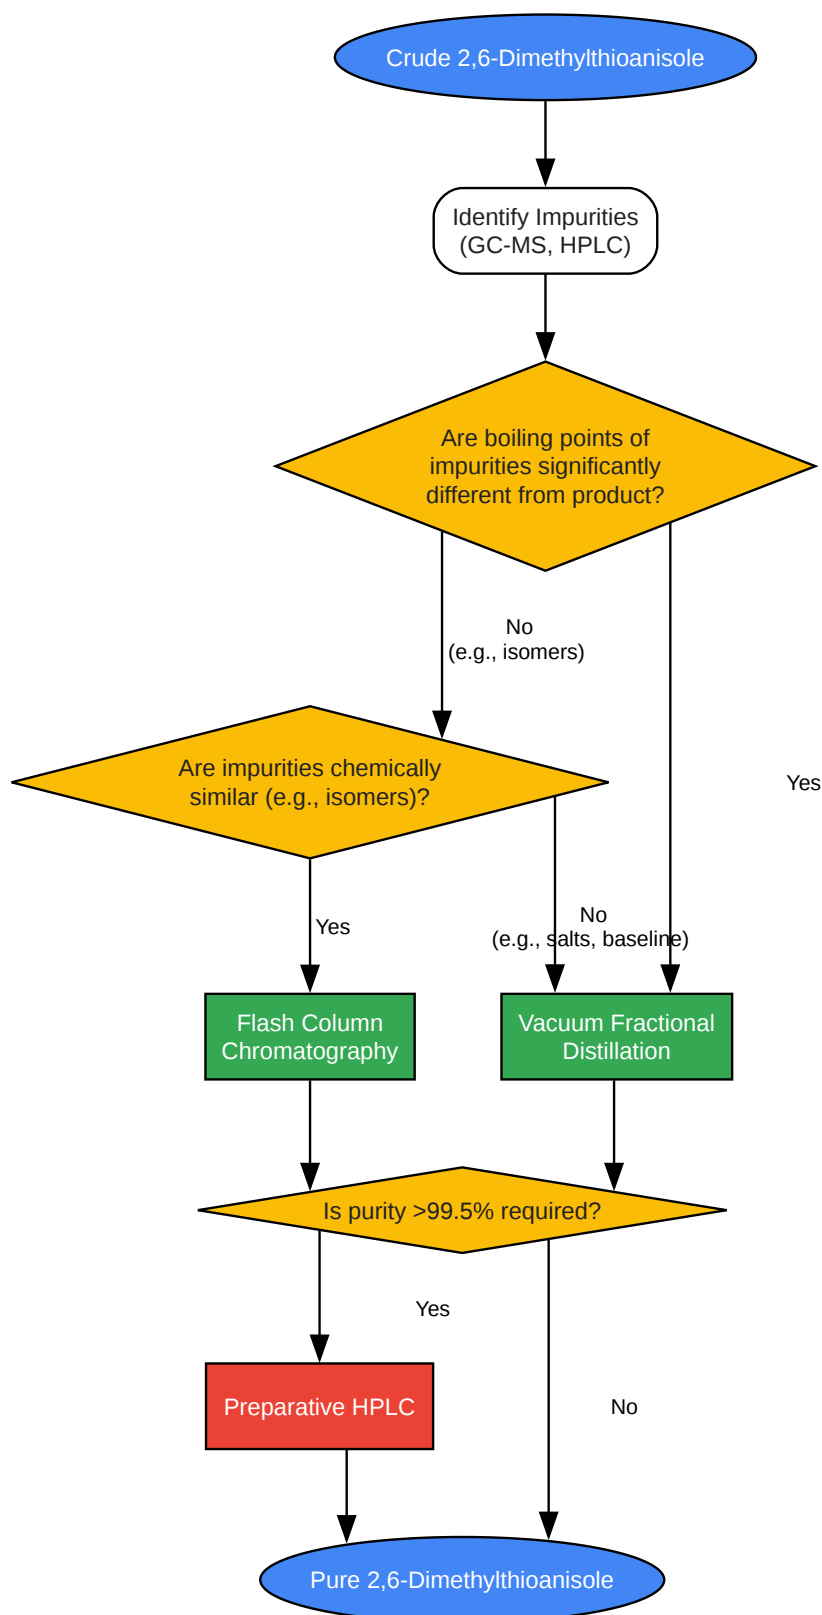 Crude 2,6-Dimethylthioanisole
Identify Impurities
(GC-MS, HPLC)
Are boiling points of
impurities significantly
different from product?
No
(e.g., isomers)
Are impurities chemically
similar (e.g., isomers)?
Yes
Yes
No
(e.g., salts, baseline)
Flash Column
Chromatography
Vacuum Fractional
Distillation
Is purity >99.5% required?
Yes
Preparative HPLC
No
Pure 2,6-Dimethylthioanisole